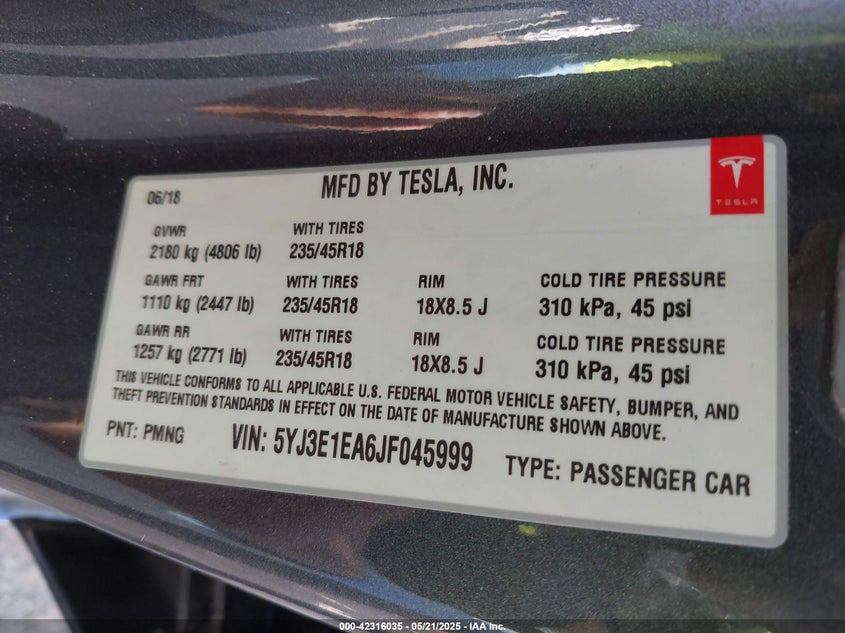 06/18 MFD BY TESLA, INC.
TESLA
GVWR WITH TIRES
2180 kg (4806 lb) 235/45R18
GAWR FRT WITH TIRES RIM COLD TIRE PRESSURE
1110 kg (2447 lb) 235/45R18 18X8.5 J 310 kPa, 45 psi
GAWR RR WITH TIRES RIM COLD TIRE PRESSURE
1257 kg (2771 lb) 235/45R18 18X8.5 J 310 kPa, 45 psi
THIS VEHICLE CONFORMS TO ALL APPLICABLE U.S. FEDERAL MOTOR VEHICLE SAFETY, BUMPER, AND
THEFT PREVENTION STANDARDS IN EFFECT ON THE DATE OF MANUFACTURE SHOWN ABOVE.
PNT: PMNG VIN: 5YJ3E1EA6JF045999 TYPE: PASSENGER CAR
000-42316035 - 05/21/2025 - IAA Inc.